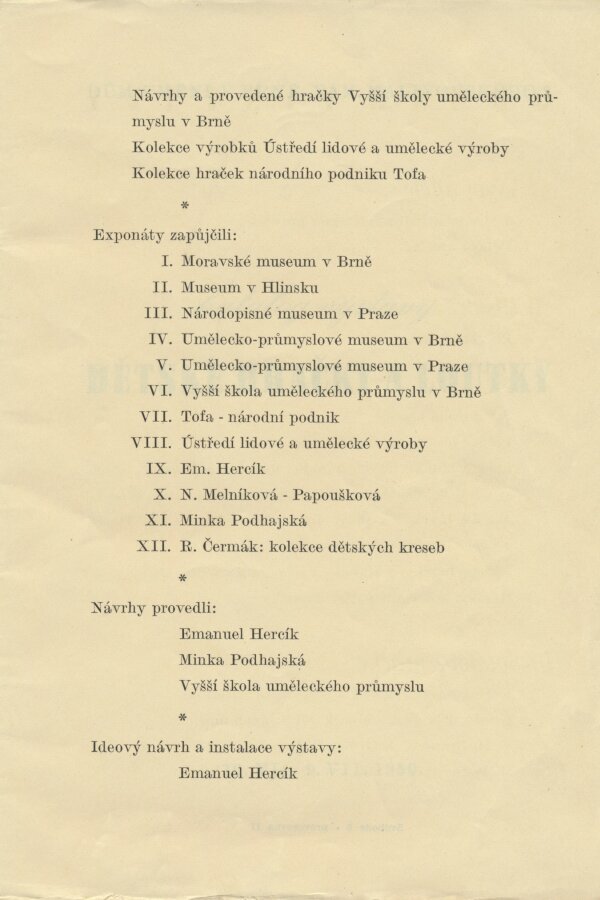 Návrhy a provedené hračky Vyšší školy uměleckého prů-
myslu v Brně
Kolekce výrobků Ústředí lidové a umělecké výroby
Kolekce hraček národního podniku Tofa
*
Exponáty zapůjčili:
I. Moravské museum v Brně
II. Museum v Hlinsku
III. Národopisné museum v Praze
IV. Umělecko-průmyslové museum v Brně
V. Umělecko-průmyslové museum v Praze
VI. Vyšší škola uměleckého průmyslu v Brně
VII. Tofa - národní podnik
VIII. Ústředí lidové a umělecké výroby
IX. Em. Hercík
X. N. Melníková - Papoušková
XI. Minka Podhajská
XII. R. Čermák: kolekce dětských kreseb
*
Návrhy provedli:
Emanuel Hercík
Minka Podhajská
Vyšší škola uměleckého průmyslu
*
Ideový návrh a instalace výstavy:
Emanuel Hercík